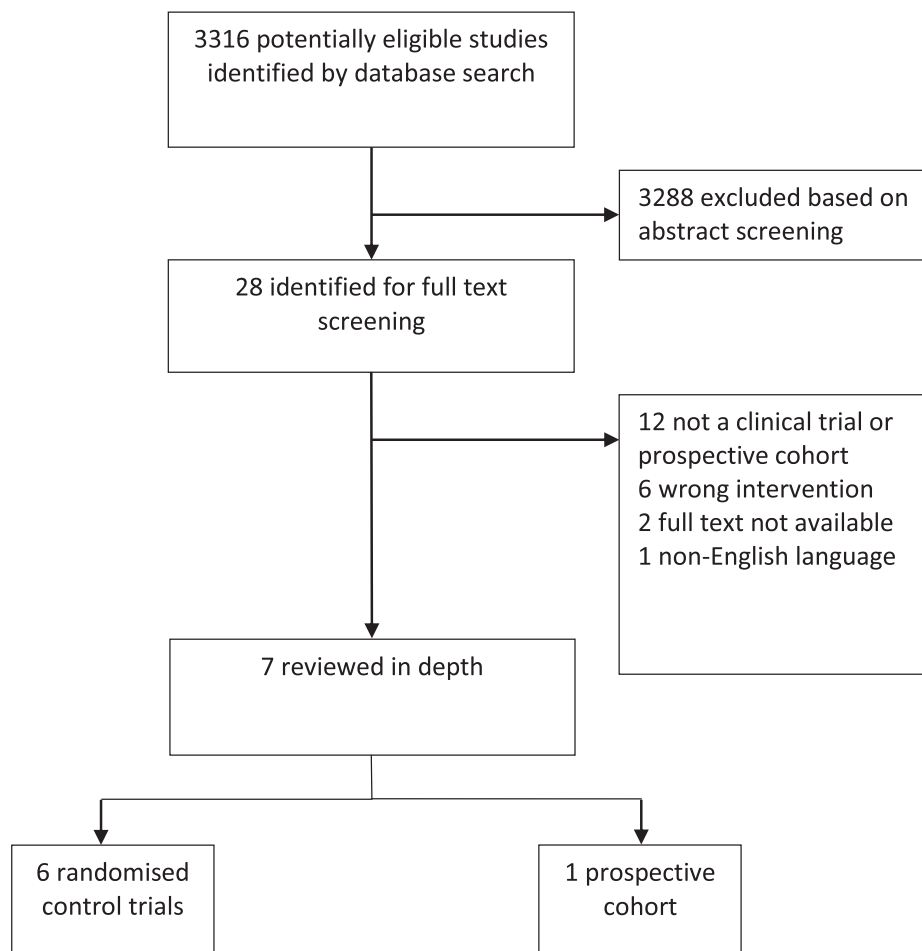 3316 potentially eligible studies
identified by database search
3288 excluded based on
abstract screening
28 identified for full text
screening
12 not a clinical trial or
prospective cohort
6 wrong intervention
2 full text not available
1 non-English language
7 reviewed in depth
6 randomised
control trials
1 prospective
cohort